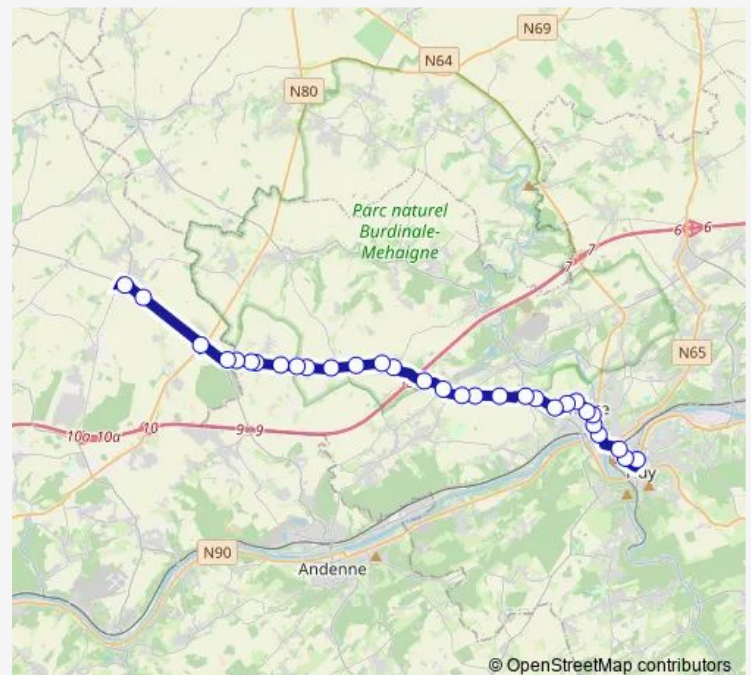 N69
N64
N80
Parc naturel
Burdinale-
Mehaigne
6
6
7
7
N65
10a
10a
10
9
9
N90
Andenne
© OpenStreetMap contributors